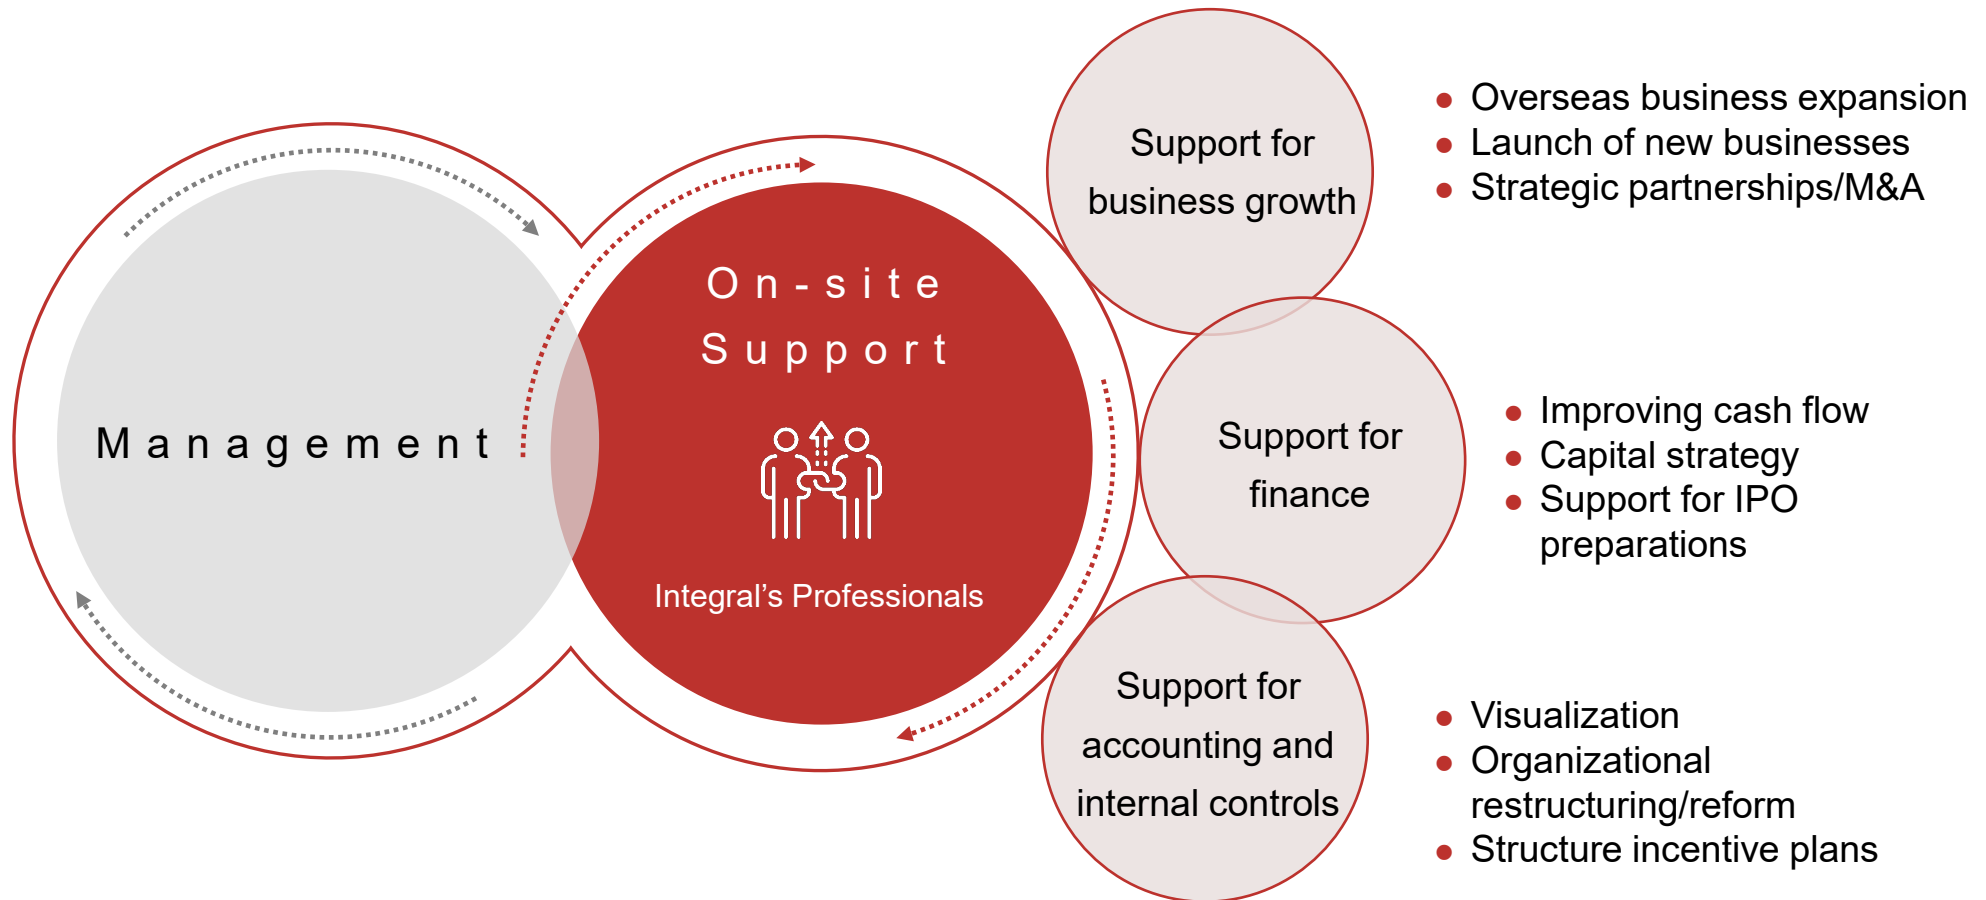 Management
On-site
Support
Integral’s Professionals
Support for
business growth
● Overseas business expansion
● Launch of new businesses
● Strategic partnerships/M&A
Support for
finance
● Improving cash flow
● Capital strategy
● Support for IPO
preparations
Support for
accounting and
internal controls
● Visualization
● Organizational
restructuring/reform
● Structure incentive plans